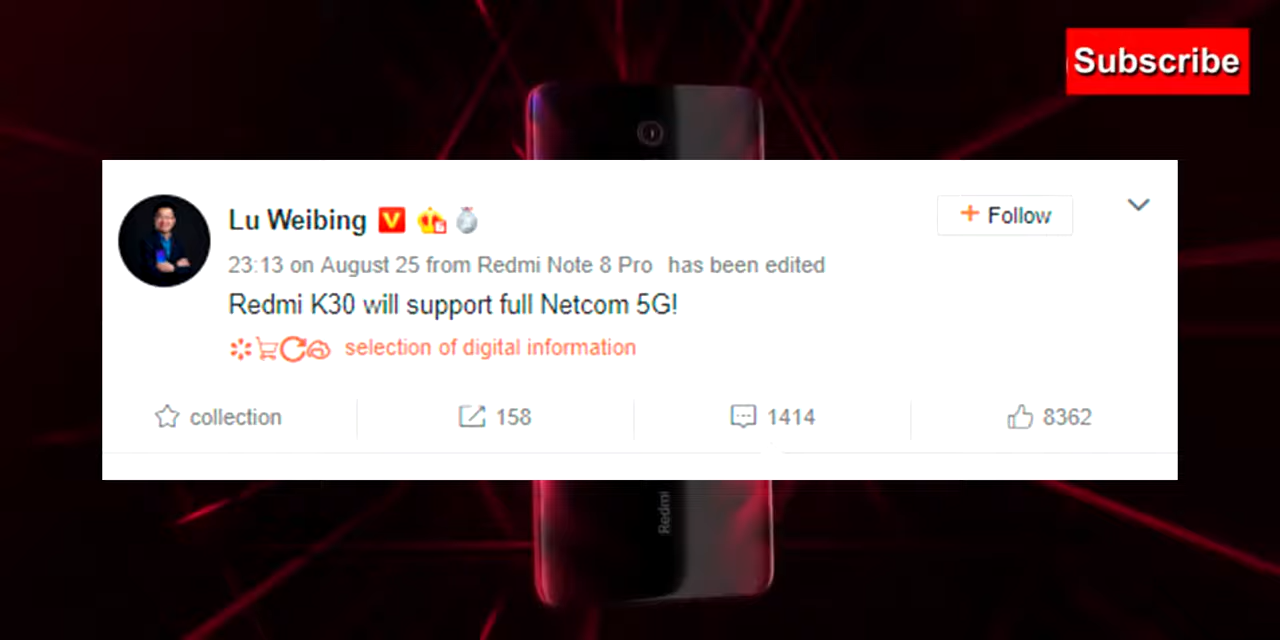 Subscribe
Lu Weibing
Follow
23:13 on August 25 from Redmi Note 8 Pro has been edited
Redmi K30 will support full Netcom 5G!
selection of digital information
collection
158
1414
8362
Redmi